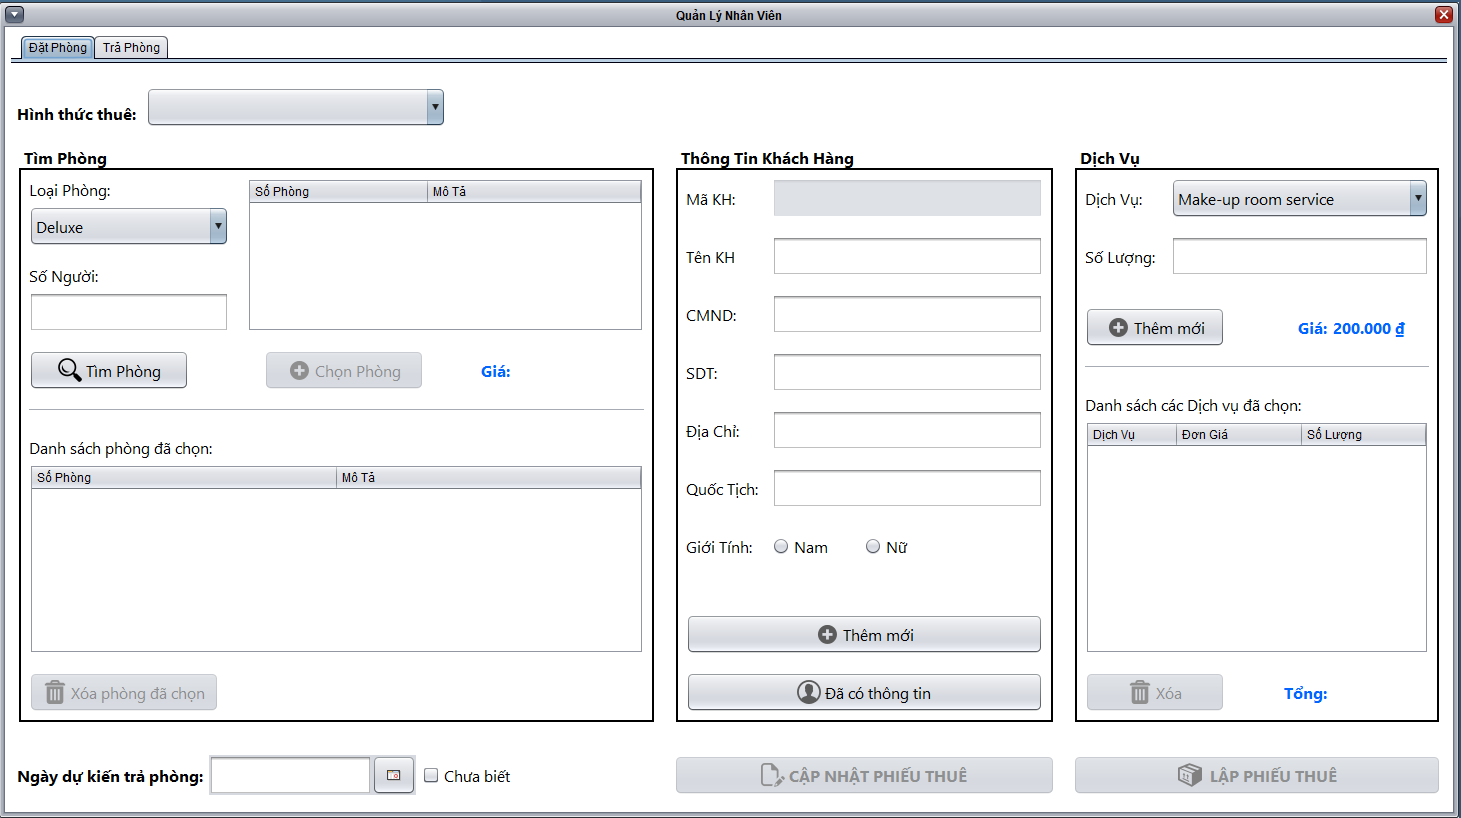 Quản Lý Nhân Viên
Đặt Phòng
Trả Phòng
Hình thức thuê:
Tìm Phòng
Loại Phòng:
Deluxe
Số Người:
Số Phòng
Mô Tả
Tìm Phòng
Chọn Phòng
Giá:
Danh sách phòng đã chọn:
Số Phòng
Mô Tả
Xóa phòng đã chọn
Thông Tin Khách Hàng
Mã KH:
Tên KH
CMND:
SDT:
Địa Chỉ:
Quốc Tịch:
Giới Tính:
Nam
Nữ
Thêm mới
Đã có thông tin
Dịch Vụ
Dịch Vụ:
Make-up room service
Số Lượng:
Thêm mới
Giá: 200.000 ₫
Danh sách các Dịch vụ đã chọn:
Dịch Vụ
Đơn Giá
Số Lượng
Xóa
Tổng:
Ngày dự kiến trả phòng:
Chưa biết
CẬP NHẬT PHIẾU THUÊ
LẬP PHIẾU THUÊ